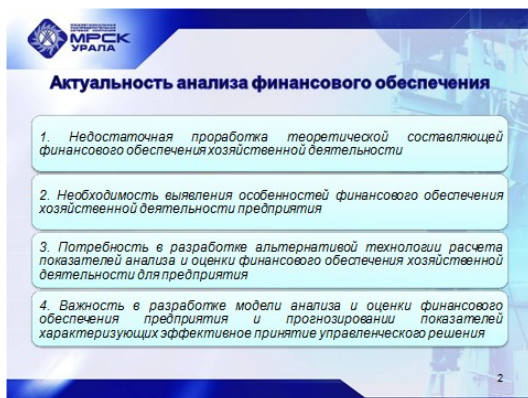 МРСК
УРАЛА
Актуальность анализа финансового обеспечения
1. Недостаточная проработка теоретической составляющей
финансового обеспечения хозяйственной деятельности
2. Необходимость выявления особенностей финансового обеспечения
хозяйственной деятельности предприятия
3. Потребность в разработке альтернативой технологии расчета
показателей анализа и оценки финансового обеспечения хозяйственной
деятельности для предприятия
4. Важность в разработке модели анализа и оценки финансового
обеспечения предприятия и прогнозировании показателей
характеризующих эффективное принятие управленческого решения
2